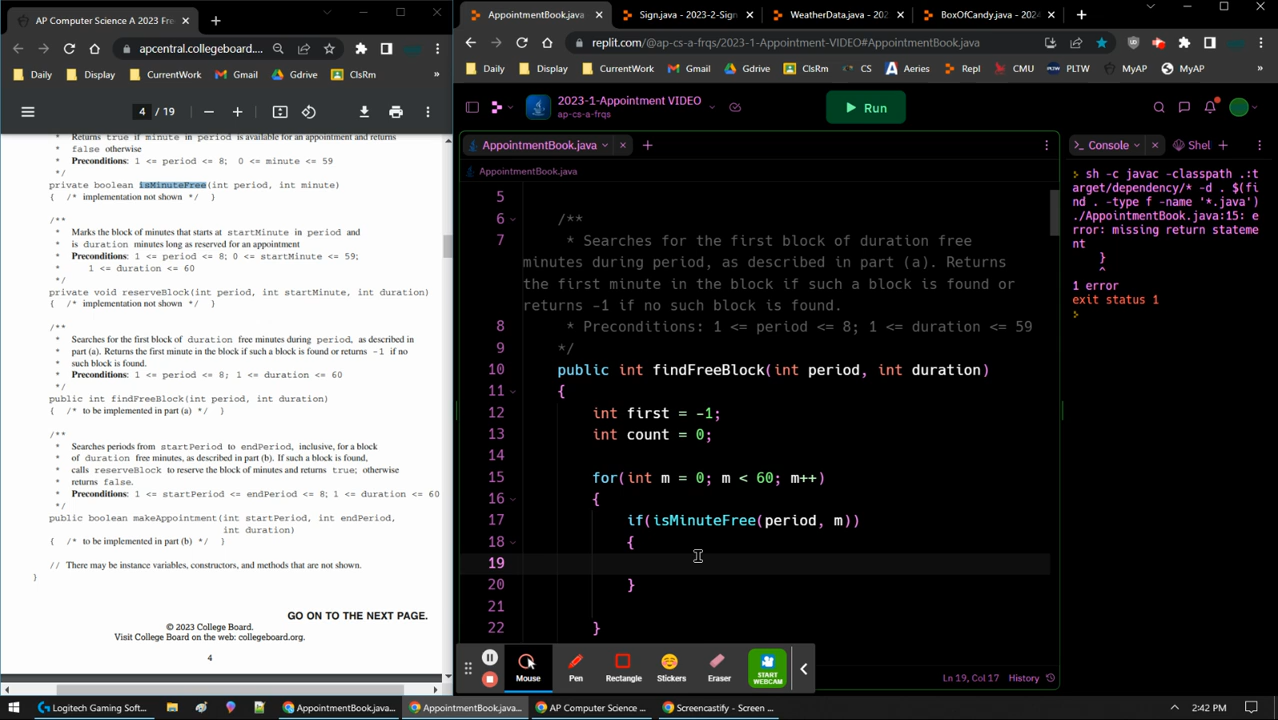 AP Computer Science A 2023 Fre
AppointmentBook.java
Sign.java - 2023-2-Sign
WeatherData.java - 202
BoxOfCandy.java - 2024
apcentral.collegeboard....
replit.com/@ap-cs-a-frqs/2023-1-Appointment-VIDEO#AppointmentBook.java
Daily Display CurrentWork Gmail Gdrive ClsRm »
Daily Display CurrentWork Gmail Gdrive ClsRm CS Aeries Repl CMU PLTW MyAP MyAP »
4 / 19
2023-1-Appointment VIDEO
ap-cs-a-frqs
Run
* Returns true if minute in period is available for an appointment and returns
* false otherwise
* Preconditions: 1 <= period <= 8; 0 <= minute <= 59
*/
private boolean isMinuteFree(int period, int minute)
{ /* implementation not shown */ }
/**
* Marks the block of minutes that starts at startMinute in period and
* is duration minutes long as reserved for an appointment
* Preconditions: 1 <= period <= 8; 0 <= startMinute <= 59;
* 1 <= duration <= 60
*/
private void reserveBlock(int period, int startMinute, int duration)
{ /* implementation not shown */ }
/**
* Searches for the first block of duration free minutes during period, as described in
* part (a). Returns the first minute in the block if such a block is found or returns -1 if no
* such block is found.
* Preconditions: 1 <= period <= 8; 1 <= duration <= 60
*/
public int findFreeBlock(int period, int duration)
{ /* to be implemented in part (a) */ }
/**
* Searches periods from startPeriod to endPeriod, inclusive, for a block
* of duration free minutes, as described in part (b). If such a block is found,
* calls reserveBlock to reserve the block of minutes and returns true; otherwise
* returns false.
* Preconditions: 1 <= startPeriod <= endPeriod <= 8; 1 <= duration <= 60
*/
public boolean makeAppointment(int startPeriod, int endPeriod,
int duration)
{ /* to be implemented in part (b) */ }
// There may be instance variables, constructors, and methods that are not shown.
}
GO ON TO THE NEXT PAGE.
© 2023 College Board.
Visit College Board on the web: collegeboard.org.
4
AppointmentBook.java
AppointmentBook.java
5
6 /**
7 * Searches for the first block of duration free
minutes during period, as described in part (a). Returns
the first minute in the block if such a block is found or
returns -1 if no such block is found.
8 * Preconditions: 1 <= period <= 8; 1 <= duration <= 59
9 */
10 public int findFreeBlock(int period, int duration)
11 {
12 int first = -1;
13 int count = 0;
14
15 for(int m = 0; m < 60; m++)
16 {
17 if(isMinuteFree(period, m))
18 {
19
20 }
21
22 }
Console
Shell
sh -c javac -classpath .:t
arget/dependency/* -d . $(fi
nd . -type f -name '*.java')
./AppointmentBook.java:15: e
rror: missing return stateme
nt
}
^
1 error
exit status 1
Mouse Pen Rectangle Stickers Eraser START WEBCAM
Ln 19, Col 17 History
Logitech Gaming Soft... AppointmentBook.java... AppointmentBook.java... AP Computer Science ... Screencastify - Screen ... 2:42 PM